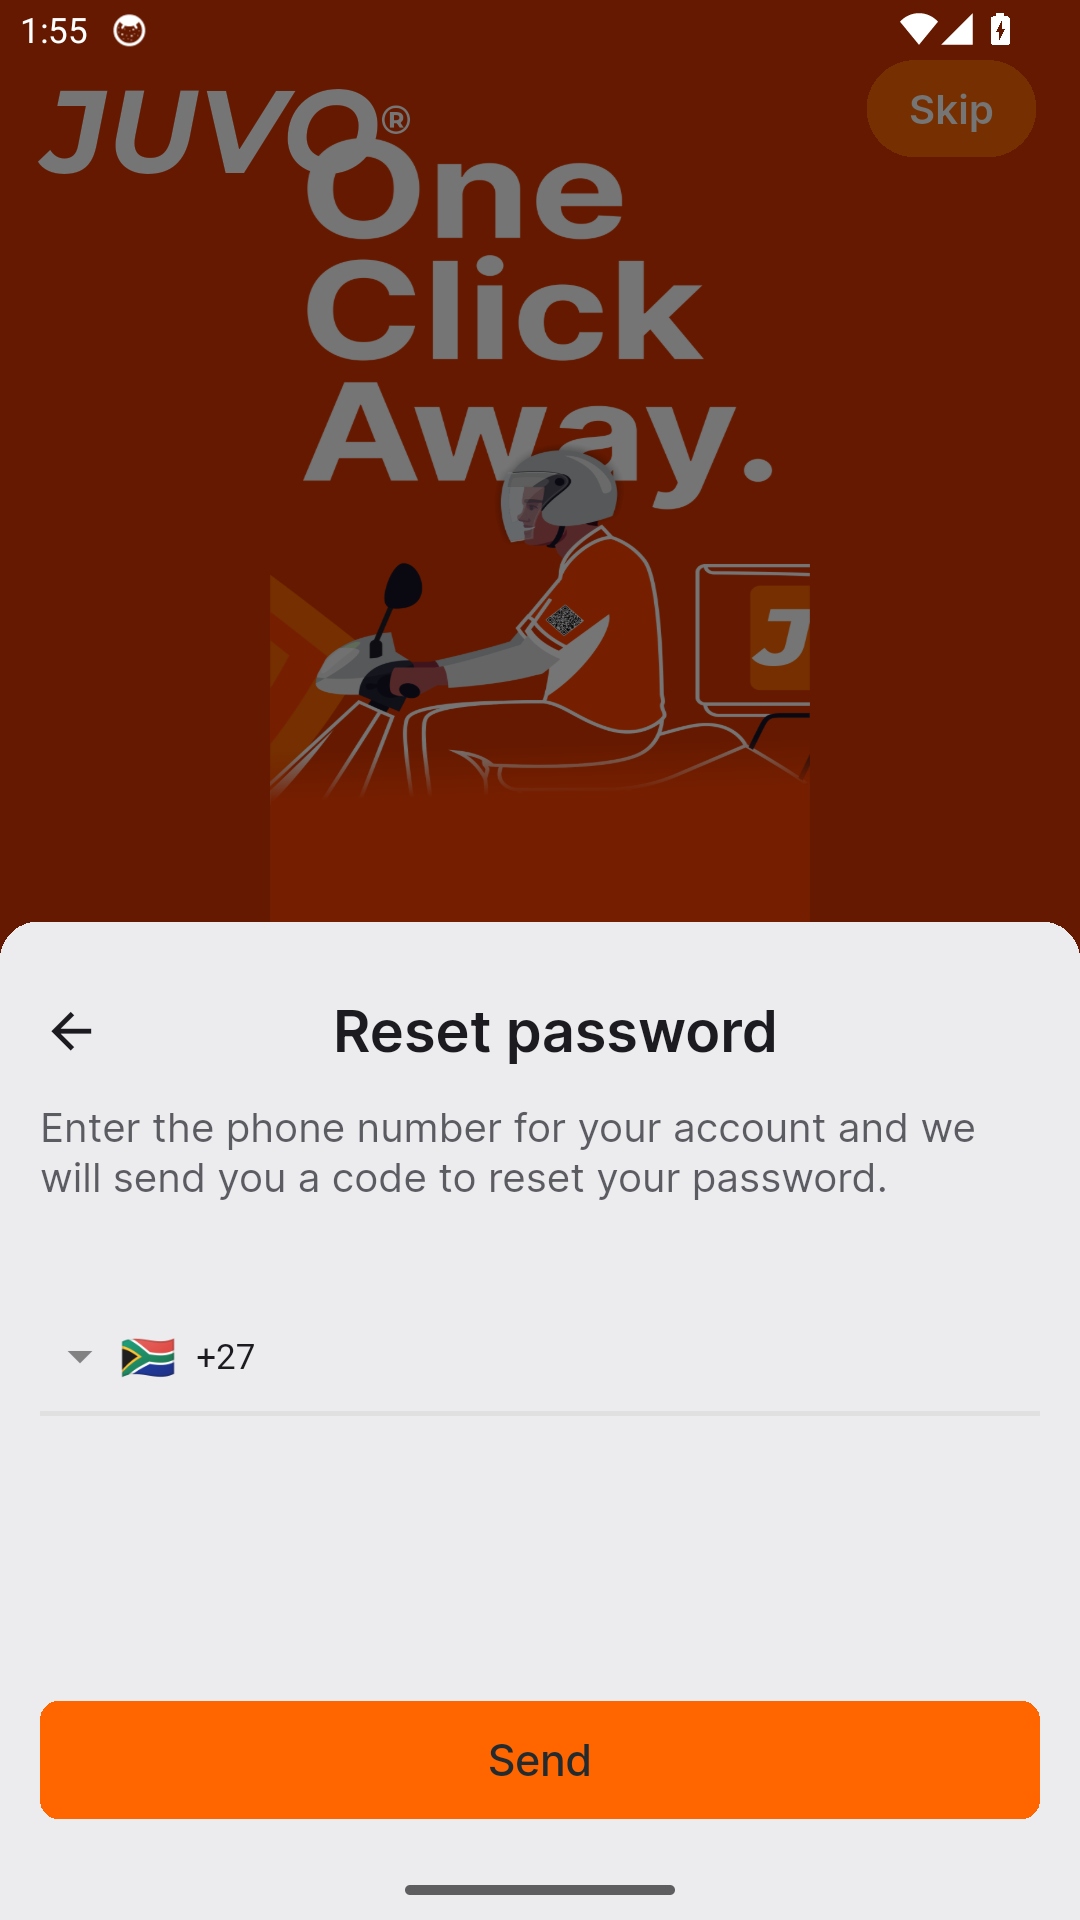 1:55
JUVO®
Skip
One
Click
Away.
J
Reset password
Enter the phone number for your account and we
will send you a code to reset your password.
+27
Send